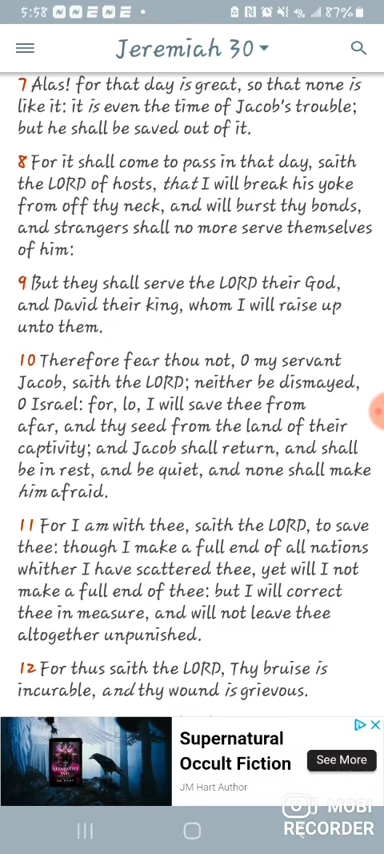 5:58 87%
Jeremiah 30
7 Alas! for that day is great, so that none is
like it: it is even the time of Jacob's trouble;
but he shall be saved out of it.
8 For it shall come to pass in that day, saith
the LORD of hosts, that I will break his yoke
from off thy neck, and will burst thy bonds,
and strangers shall no more serve themselves
of him:
9 But they shall serve the LORD their God,
and David their king, whom I will raise up
unto them.
10 Therefore fear thou not, O my servant
Jacob, saith the LORD; neither be dismayed,
O Israel: for, lo, I will save thee from
afar, and thy seed from the land of their
captivity; and Jacob shall return, and shall
be in rest, and be quiet, and none shall make
him afraid.
11 For I am with thee, saith the LORD, to save
thee: though I make a full end of all nations
whither I have scattered thee, yet will I not
make a full end of thee: but I will correct
thee in measure, and will not leave thee
altogether unpunished.
12 For thus saith the LORD, Thy bruise is
incurable, and thy wound is grievous.
Supernatural
Occult Fiction
See More
JM Hart Author
MOBI
RECORDER